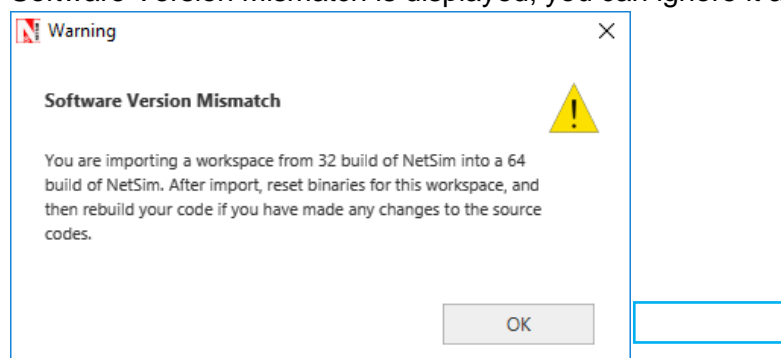 Software Version Mismatch is displayed, you can ignore it a
Warning
Software Version Mismatch
You are importing a workspace from 32 build of NetSim into a 64
build of NetSim. After import, reset binaries for this workspace, and
then rebuild your code if you have made any changes to the source
codes.
OK